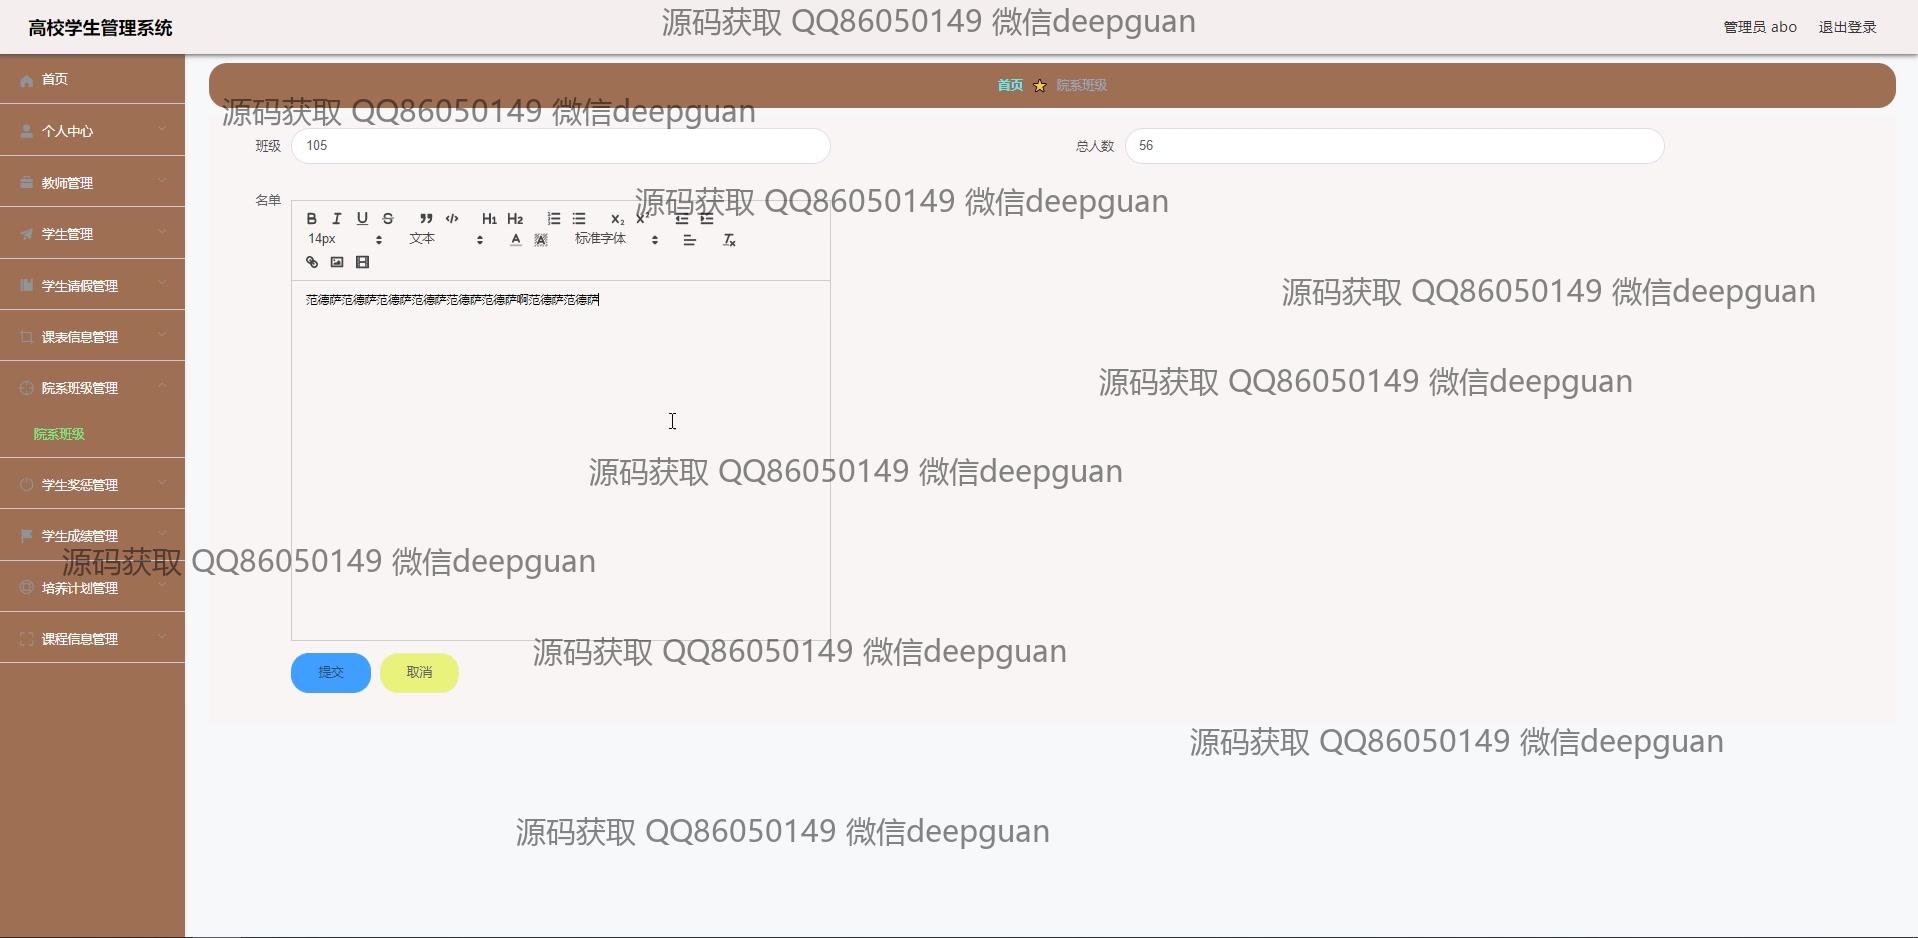 高校学生管理系统
源码获取 QQ86050149 微信deepguan
管理员 abo
退出登录
首页
个人中心
教师管理
学生管理
学生请假管理
课表信息管理
院系班级管理
院系班级
学生奖惩管理
学生成绩管理
培养计划管理
课程信息管理
首页 院系班级
源码获取 QQ86050149 微信deepguan
班级 105
总人数 56
名单
源码获取 QQ86050149 微信deepguan
B I U S H1 H2 X2 X2
14px 文本 A A 标准字体 Tx
源码获取 QQ86050149 微信deepguan
范德萨范德萨范德萨范德萨范德萨范德萨啊范德萨范德萨
源码获取 QQ86050149 微信deepguan
源码获取 QQ86050149 微信deepguan
源码获取 QQ86050149 微信deepguan
源码获取 QQ86050149 微信deepguan
提交 取消
源码获取 QQ86050149 微信deepguan
源码获取 QQ86050149 微信deepguan